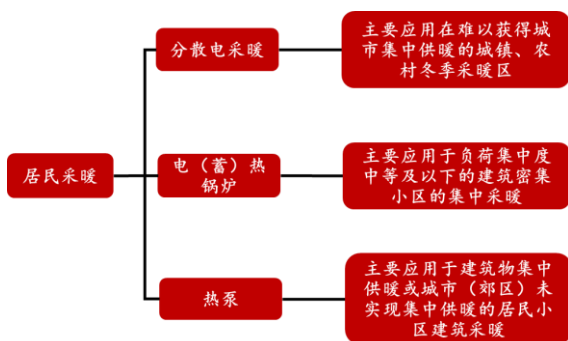 居民采暖
分散电采暖
主要应用在难以获得城
市集中供暖的城镇、农
村冬季采暖区
电（蓄）热
锅炉
主要应用于负荷集中度
中等及以下的建筑密集
小区的集中采暖
热泵
主要应用于建筑物集中
供暖或城市（郊区）未
实现集中供暖的居民小
区建筑采暖